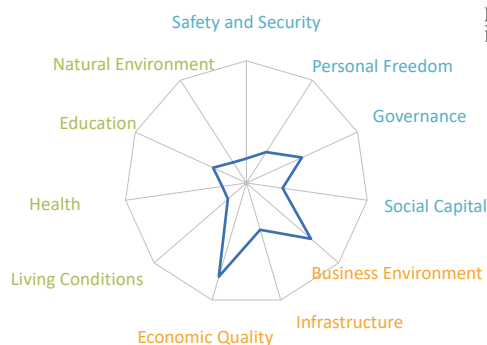 Safety and Security
Natural Environment
Personal Freedom
Education
Governance
Health
Social Capital
Living Conditions
Business Environment
Economic Quality
Infrastructure